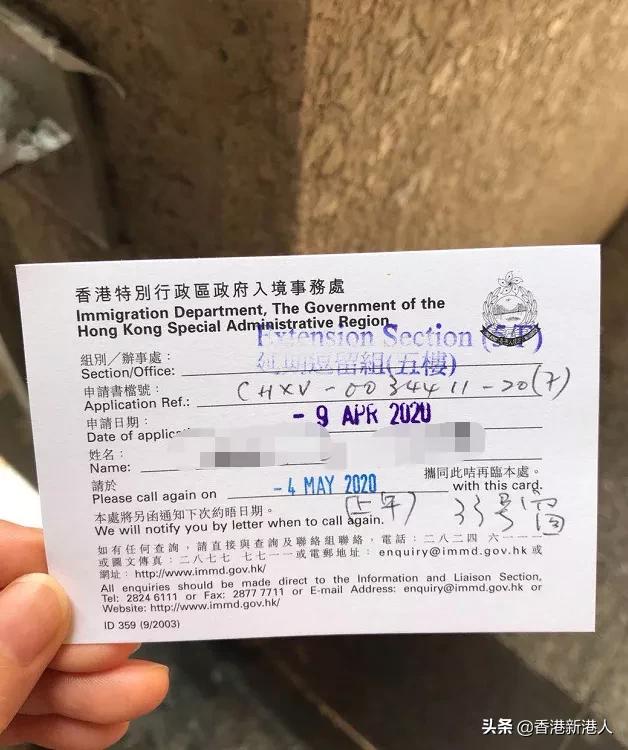 香港特別行政區政府入境事務處
Immigration Department, The Government of the
Hong Kong Special Administrative Region
Extension Section (5/F)
組別／辦事處：
Section/Office: 延期逗留組(五樓)
申請書檔號：
Application Ref.: CHXV-0034411-20(7)
申請日期：
Date of applic - 9 APR 2020
姓名：
Name:
請於
攜同此咭再臨本處。
Please call again on - 4 MAY 2020 with this card.
本處將另函通知下次約晤日期。
(上午) 33號窗
We will notify you by letter when to call again.
如有任何查詢，請直接與查詢及聯絡組聯絡，電話：二八二四 六一一一
或圖文傳真：二八七七 七七一一或電郵地址：enquiry@immd.gov.hk 或
網址：http://www.immd.gov.hk/
All enquiries should be made direct to the Information and Liaison Section,
Tel: 2824 6111 or Fax: 2877 7711 or E-mail Address: enquiry@immd.gov.hk or
Website: http://www.immd.gov.hk/
ID 359 (9/2003)
头条 @香港新港人